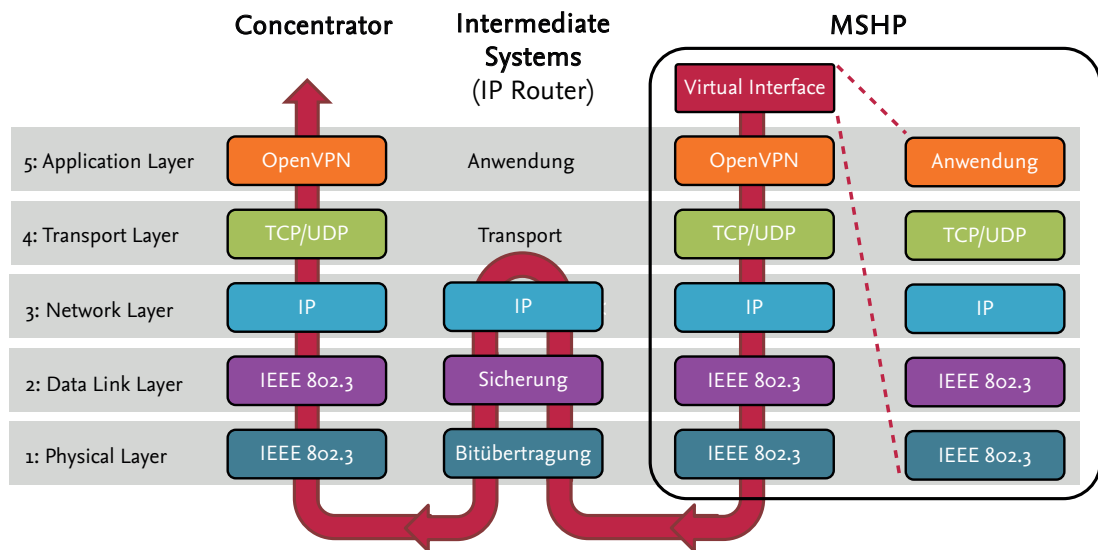 Concentrator
Intermediate
Systems
(IP Router)
MSHP
Virtual Interface
5: Application Layer
OpenVPN
Anwendung
OpenVPN
Anwendung
4: Transport Layer
TCP/UDP
Transport
TCP/UDP
TCP/UDP
3: Network Layer
IP
IP
IP
IP
2: Data Link Layer
IEEE 802.3
Sicherung
IEEE 802.3
IEEE 802.3
1: Physical Layer
IEEE 802.3
Bitübertragung
IEEE 802.3
IEEE 802.3